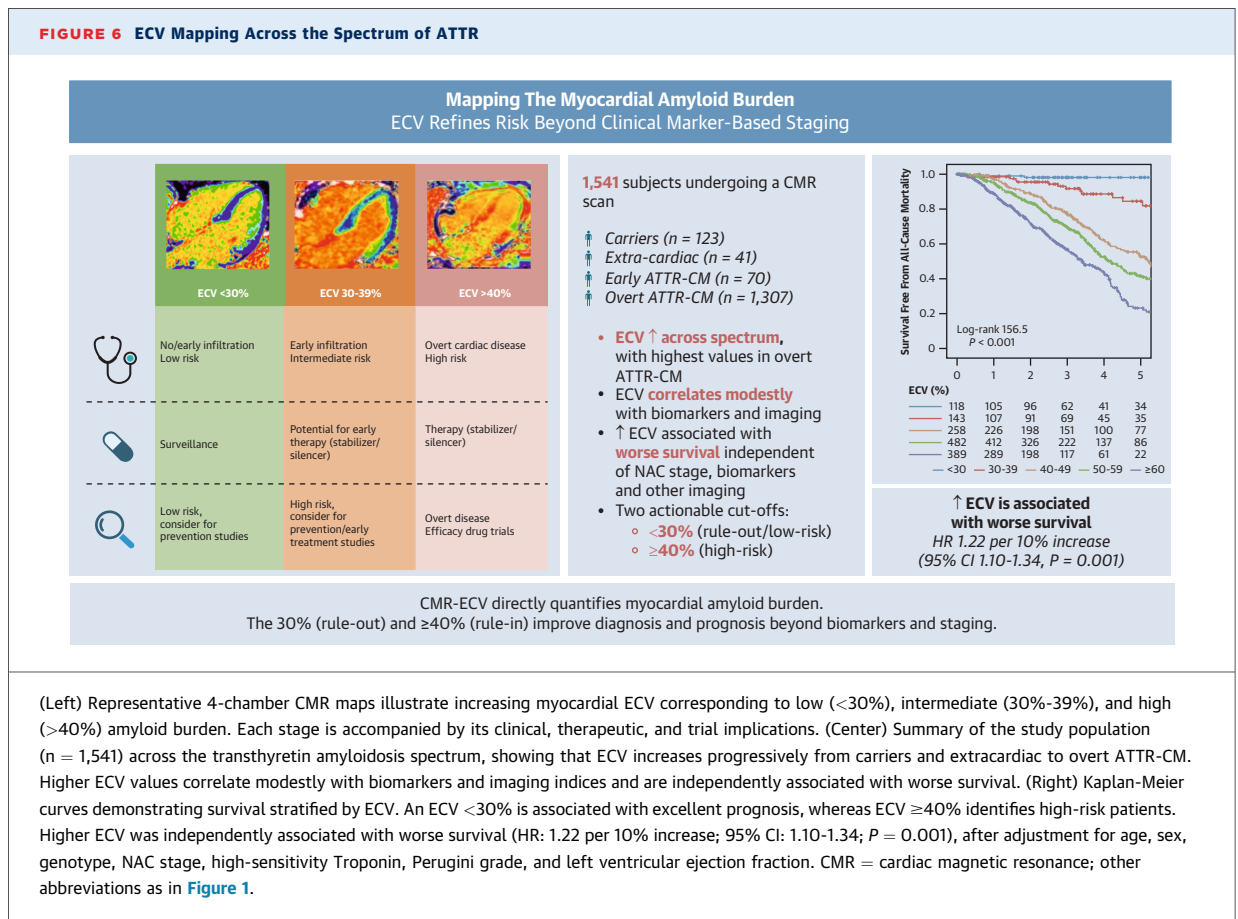 FIGURE 6 ECV Mapping Across the Spectrum of ATTR
Mapping The Myocardial Amyloid Burden
ECV Refines Risk Beyond Clinical Marker-Based Staging
ECV <30%
ECV 30-39%
ECV >40%
No/early infiltration
Low risk
Early infiltration
Intermediate risk
Overt cardiac disease
High risk
Surveillance
Potential for early
therapy (stabilizer/
silencer)
Therapy (stabilizer/
silencer)
Low risk,
consider for
prevention studies
High risk,
consider for
prevention/early
treatment studies
Overt disease
Efficacy drug trials
1,541 subjects undergoing a CMR
scan
Carriers (n = 123)
Extra-cardiac (n = 41)
Early ATTR-CM (n = 70)
Overt ATTR-CM (n = 1,307)
• ECV ↑ across spectrum,
with highest values in overt
ATTR-CM
• ECV correlates modestly
with biomarkers and imaging
• ↑ ECV associated with
worse survival independent
of NAC stage, biomarkers
and other imaging
• Two actionable cut-offs:
<30% (rule-out/low-risk)
≥40% (high-risk)
Survival Free From All-Cause Mortality
1.0
0.8
0.6
0.4
0.2
0
Log-rank 156.5
P < 0.001
0 1 2 3 4 5
ECV (%)
118 105 96 62 41 34
143 107 91 69 45 35
258 226 198 151 100 77
482 412 326 222 137 86
389 289 198 117 61 22
<30 30-39 40-49 50-59 ≥60
↑ ECV is associated
with worse survival
HR 1.22 per 10% increase
(95% CI 1.10-1.34, P = 0.001)
CMR-ECV directly quantifies myocardial amyloid burden.
The 30% (rule-out) and ≥40% (rule-in) improve diagnosis and prognosis beyond biomarkers and staging.
(Left) Representative 4-chamber CMR maps illustrate increasing myocardial ECV corresponding to low (<30%), intermediate (30%-39%), and high
(>40%) amyloid burden. Each stage is accompanied by its clinical, therapeutic, and trial implications. (Center) Summary of the study population
(n = 1,541) across the transthyretin amyloidosis spectrum, showing that ECV increases progressively from carriers and extracardiac to overt ATTR-CM.
Higher ECV values correlate modestly with biomarkers and imaging indices and are independently associated with worse survival. (Right) Kaplan-Meier
curves demonstrating survival stratified by ECV. An ECV <30% is associated with excellent prognosis, whereas ECV ≥40% identifies high-risk patients.
Higher ECV was independently associated with worse survival (HR: 1.22 per 10% increase; 95% CI: 1.10-1.34; P = 0.001), after adjustment for age, sex,
genotype, NAC stage, high-sensitivity Troponin, Perugini grade, and left ventricular ejection fraction. CMR = cardiac magnetic resonance; other
abbreviations as in Figure 1.